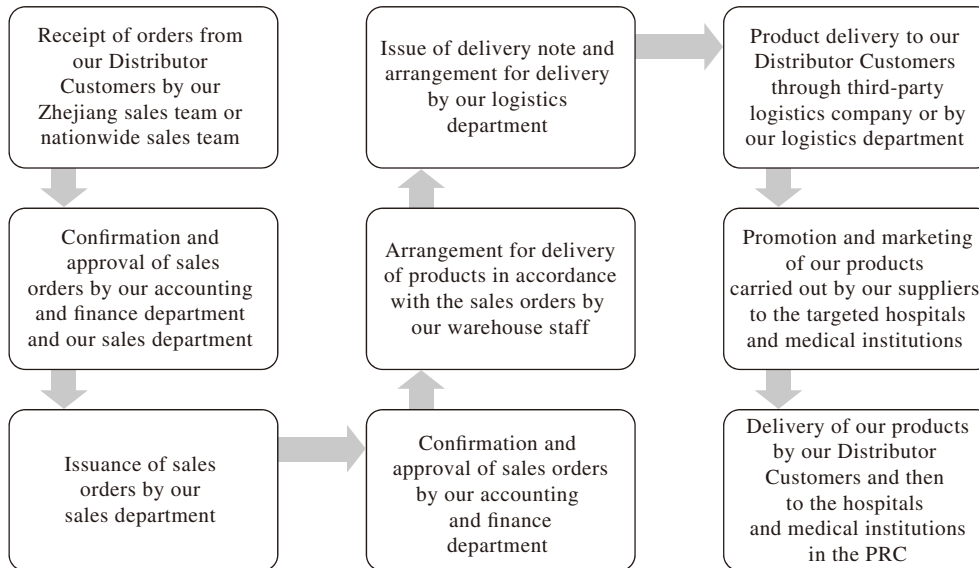 Receipt of orders from
our Distributor
Customers by our
Zhejiang sales team or
nationwide sales team
Confirmation and
approval of sales
orders by our accounting
and finance department
and our sales department
Issuance of sales
orders by our
sales department
Confirmation and
approval of sales orders
by our accounting
and finance
department
Arrangement for delivery
of products in accordance
with the sales orders by
our warehouse staff
Issue of delivery note and
arrangement for delivery
by our logistics
department
Product delivery to our
Distributor Customers
through third-party
logistics company or by
our logistics department
Promotion and marketing
of our products
carried out by our suppliers
to the targeted hospitals
and medical institutions
Delivery of our products
by our Distributor
Customers and then
to the hospitals
and medical institutions
in the PRC